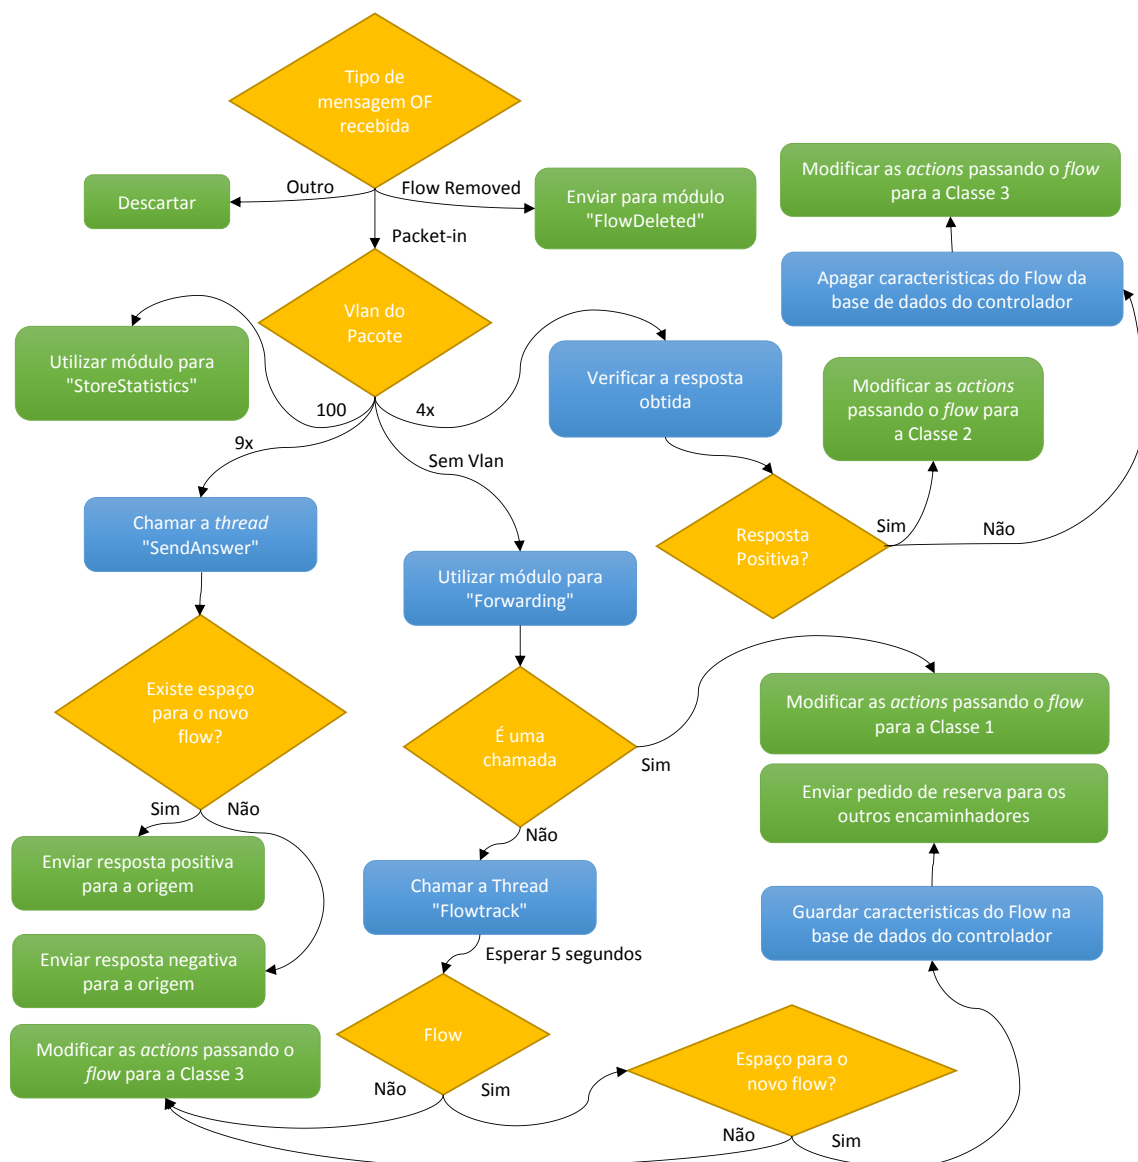 Tipo de
mensagem OF
recebida
Outro
Flow Removed
Descartar
Enviar para módulo
"FlowDeleted"
Packet-in
Modificar as actions passando o flow
para a Classe 3
Apagar caracteristicas do Flow da
base de dados do controlador
Vlan do
Pacote
Utilizar módulo para
"StoreStatistics"
100
4x
9x
Sem Vlan
Verificar a resposta
obtida
Modificar as actions
passando o flow para
a Classe 2
Resposta
Positiva?
Sim
Não
Chamar a thread
"SendAnswer"
Utilizar módulo para
"Forwarding"
Existe espaço
para o novo
flow?
Sim
Não
Enviar resposta positiva
para a origem
Enviar resposta negativa
para a origem
É uma
chamada
Sim
Não
Modificar as actions passando o flow
para a Classe 1
Enviar pedido de reserva para os
outros encaminhadores
Guardar caracteristicas do Flow na
base de dados do controlador
Chamar a Thread
"Flowtrack"
Esperar 5 segundos
Flow
Não
Sim
Modificar as actions passando o
flow para a Classe 3
Espaço para o
novo flow?
Não
Sim